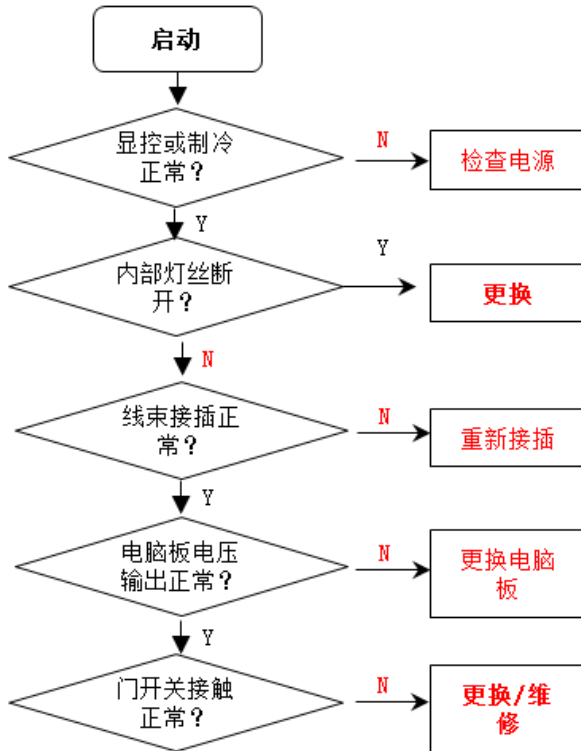 启动
显控或制冷
正常？
N
检查电源
Y
内部灯丝断
开？
Y
更换
N
线束接插正
常？
N
重新接插
Y
电脑板电压
输出正常？
N
更换电脑
板
Y
门开关接触
正常？
N
更换/维
修